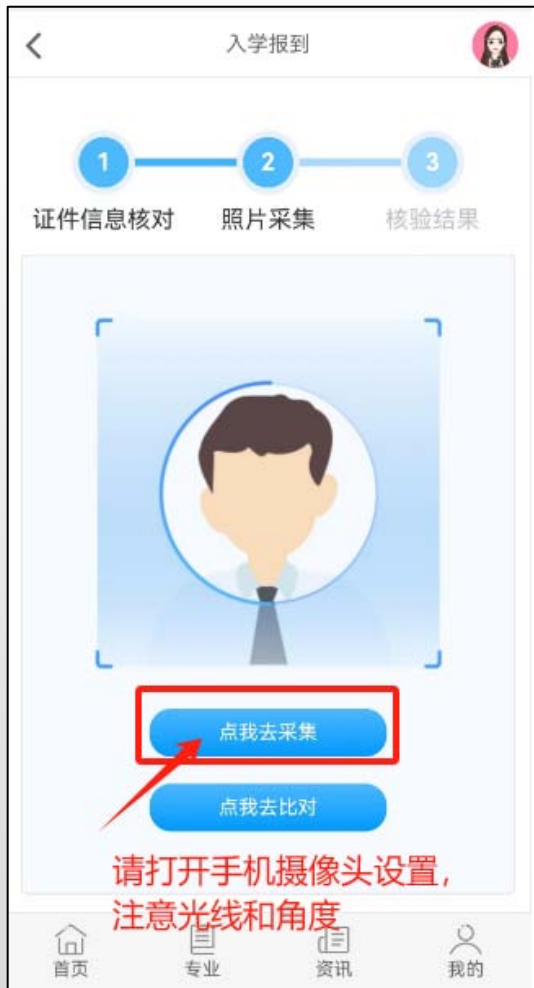 入学报到
1
2
3
证件信息核对
照片采集
核验结果
点我去采集
点我去比对
请打开手机摄像头设置，
注意光线和角度
首页
专业
资讯
我的